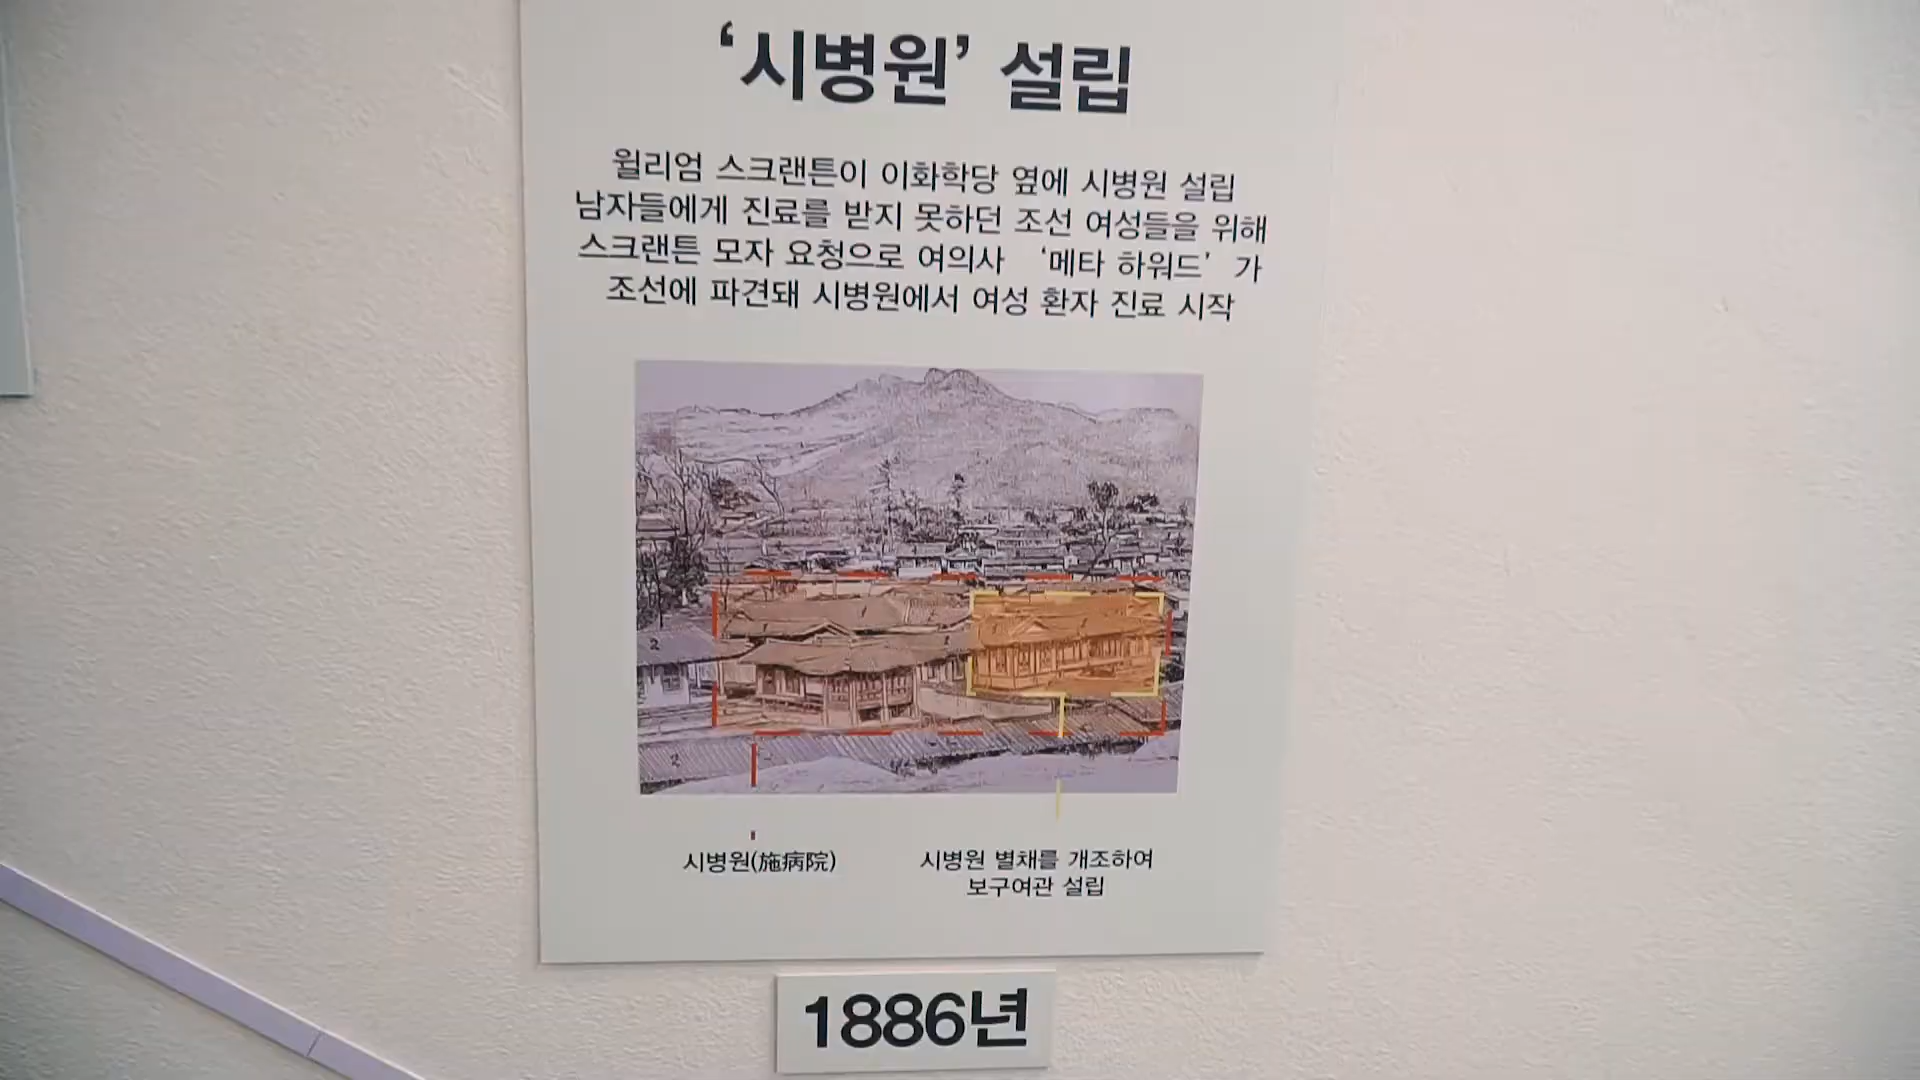 ‘시병원’ 설립
윌리엄 스크랜튼이 이화학당 옆에 시병원 설립
남자들에게 진료를 받지 못하던 조선 여성들을 위해
스크랜튼 모자 요청으로 여의사 ‘메타 하워드’가
조선에 파견돼 시병원에서 여성 환자 진료 시작
2
2
시병원(施病院)
시병원 별채를 개조하여
보구여관 설립
1886년